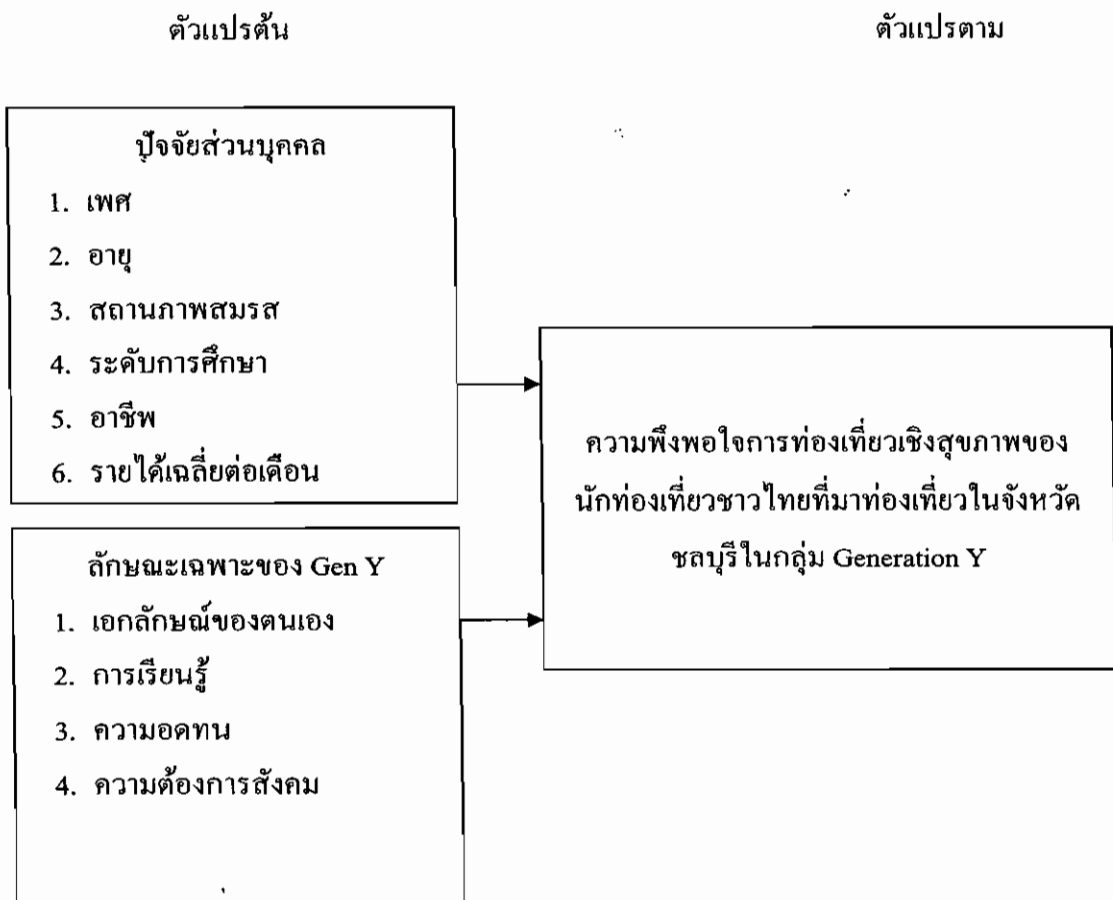 ตัวแปรต้น
ตัวแปรตาม
ปัจจัยส่วนบุคคล
1. เพศ
2. อายุ
3. สถานภาพสมรส
4. ระดับการศึกษา
5. อาชีพ
6. รายได้เฉลี่ยต่อเดือน
ลักษณะเฉพาะของ Gen Y
1. เอกลักษณ์ของตนเอง
2. การเรียนรู้
3. ความอดทน
4. ความต้องการสังคม
ความพึงพอใจการท่องเที่ยวเชิงสุขภาพของ
นักท่องเที่ยวชาวไทยที่มาท่องเที่ยวในจังหวัด
ชลบุรีในกลุ่ม Generation Y